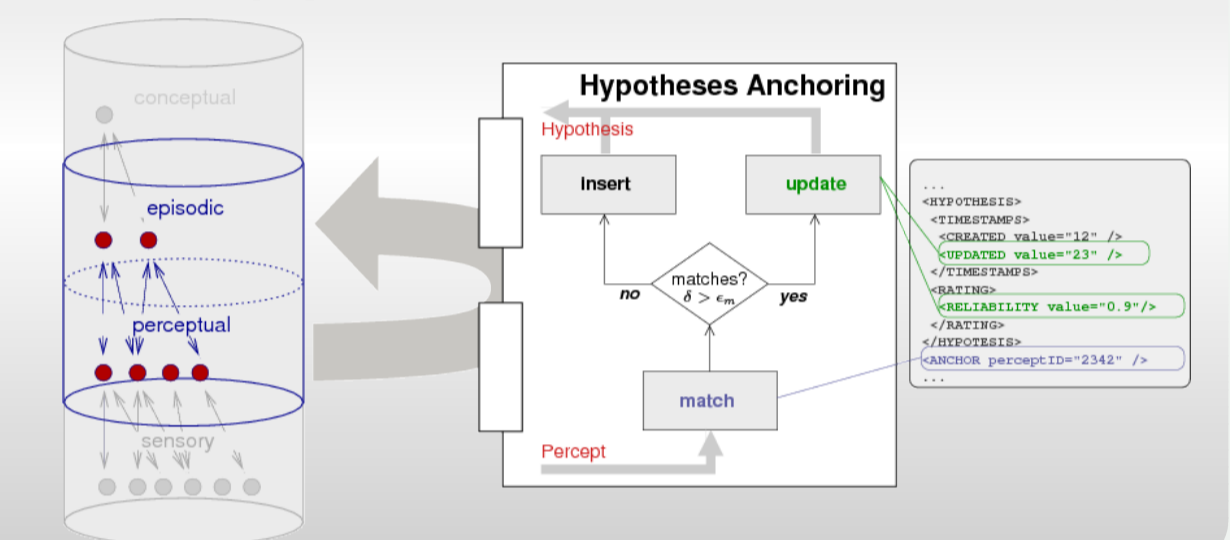 conceptual
episodic
perceptual
sensory
Hypotheses Anchoring
Hypothesis
insert
update
matches?
δ > ϵm
no
yes
match
Percept
...
<HYPOTHESIS>
<TIMESTAMPS>
<CREATED value="12" />
<UPDATED value="23" />
</TIMESTAMPS>
<RATING>
<RELIABILITY value="0.9"/>
</RATING>
</HYPOTESIS>
<ANCHOR perceptID="2342" />
...